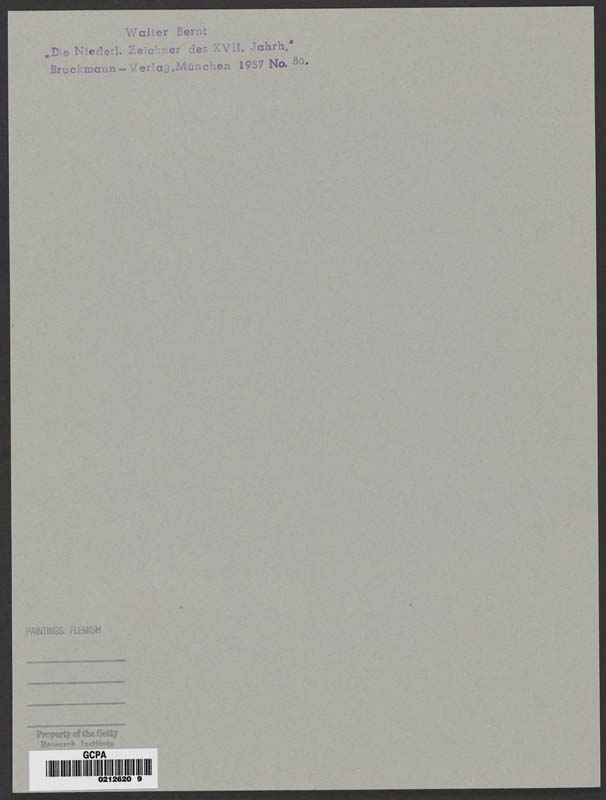 Walter Bernt
„Die Niederl. Zeichner des XVII. Jahrh,"
Bruckmann – Verlag, München 1957 No. 80.
PAINTINGS: FLEMISH
Property of the Getty
Research Institute
GCPA
0212620 9